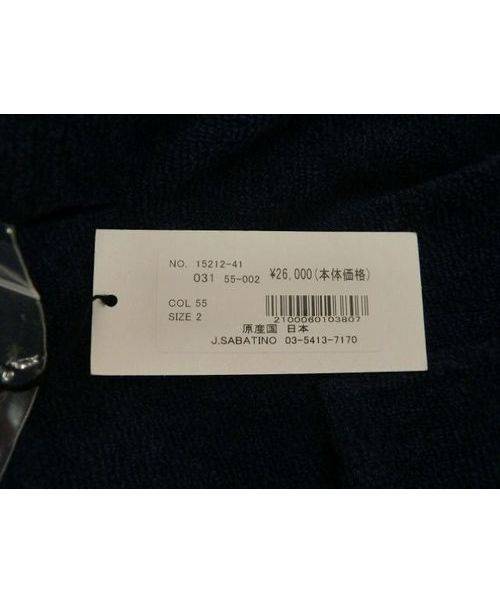 NO. 15212-41
031 55-002 ¥26,000(本体価格)
COL 55
SIZE 2
2100060103807
原産国 日本
J.SABATINO 03-5413-7170